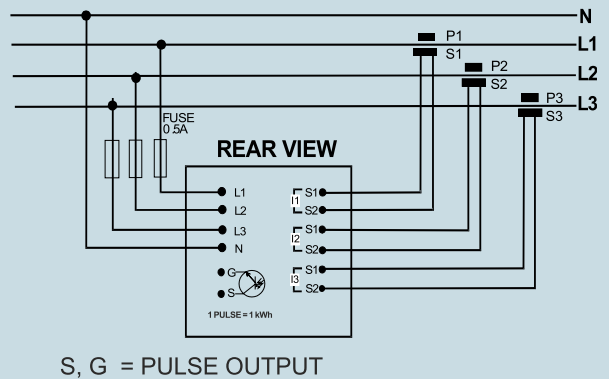 N
P1
L1
S1
P2
L2
S2
P3
L3
S3
FUSE
0.5A
REAR VIEW
L1
L2
L3
N
I1
S1
S2
I2
S1
S2
I3
S1
S2
G
S
1 PULSE = 1 kWh
S, G = PULSE OUTPUT